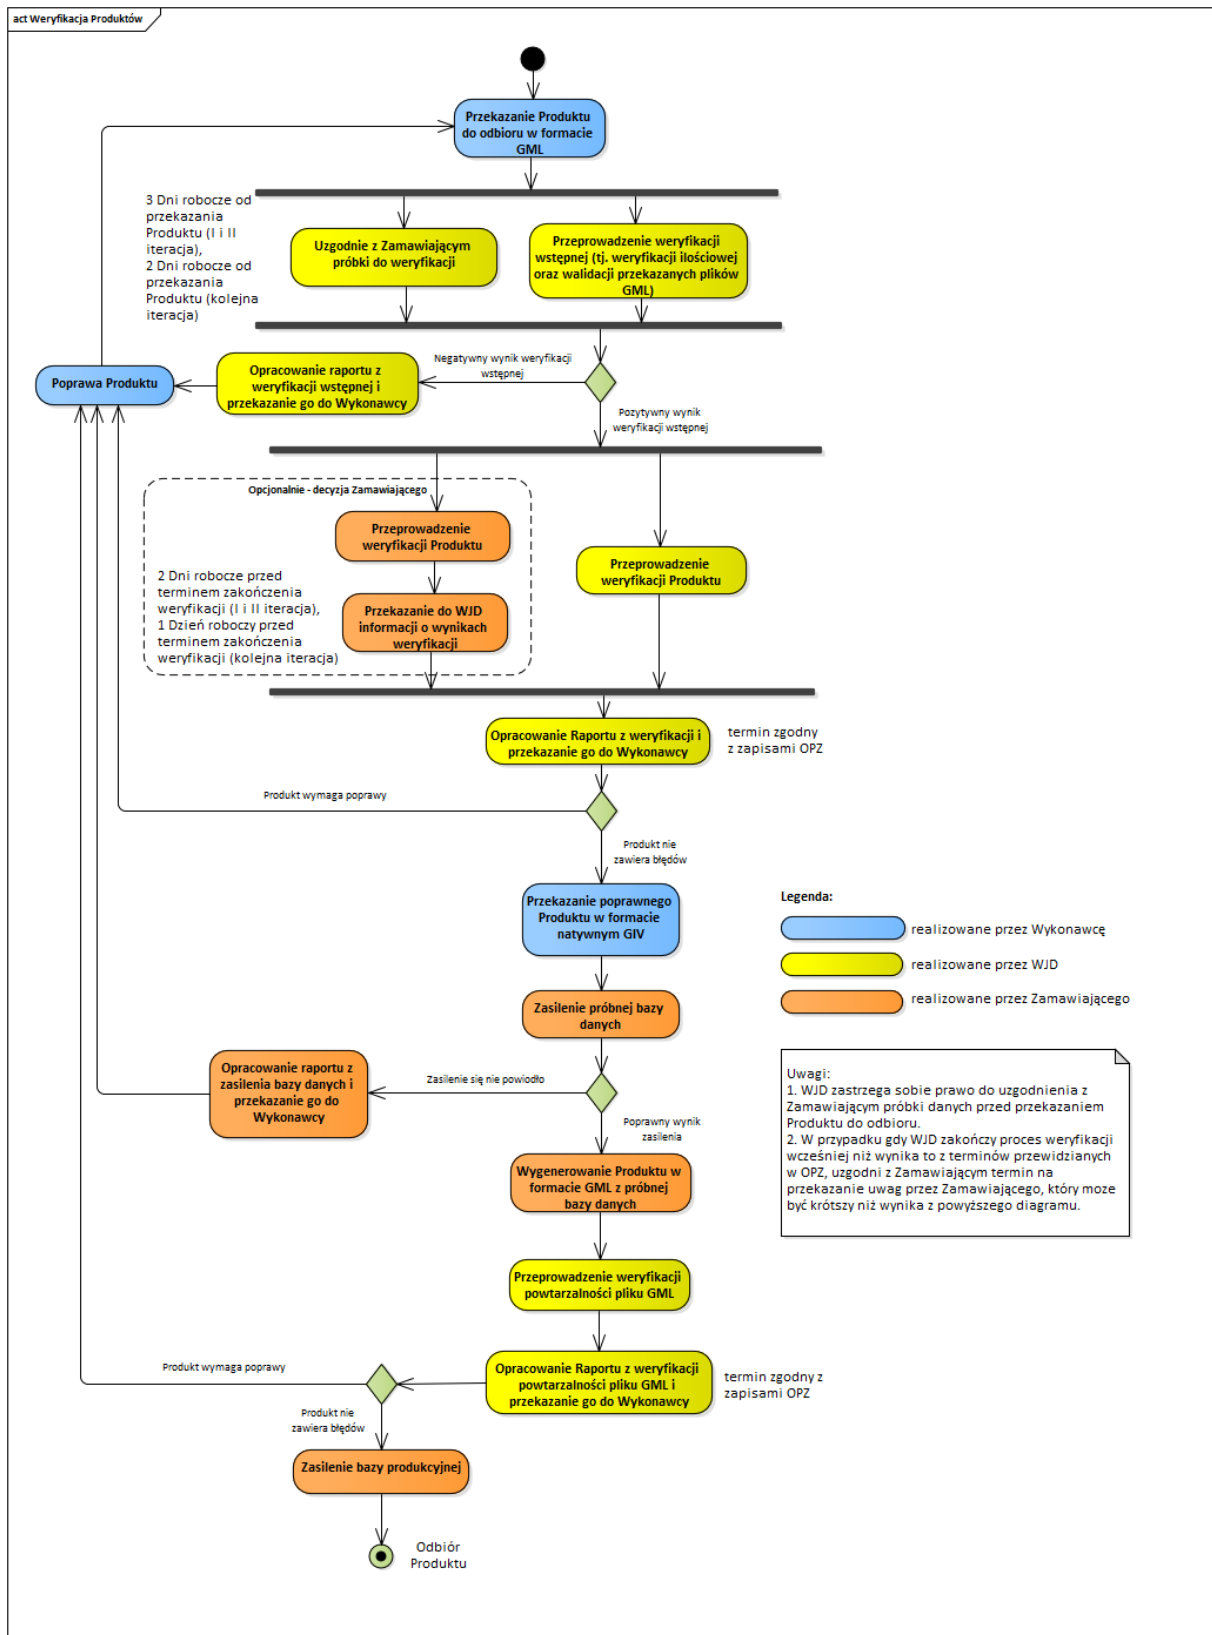 act Weryfikacja Produktów
Przekazanie Produktu
do odbioru w formacie
GML
3 Dni robocze od
przekazania
Produktu (I i II
iteracja),
2 Dni robocze od
przekazania
Produktu (kolejna
iteracja)
Uzgodnie z Zamawiającym
próbki do weryfikacji
Przeprowadzenie weryfikacji
wstępnej (tj. weryfikacji ilościowej
oraz walidacji przekazanych plików
GML)
Negatywny wynik weryfikacji
wstępnej
Poprawa Produktu
Opracowanie raportu z
weryfikacji wstępnej i
przekazanie go do Wykonawcy
Pozytywny wynik
weryfikacji wstępnej
Opcjonalnie - decyzja Zamawiającego
Przeprowadzenie
weryfikacji Produktu
Przeprowadzenie
weryfikacji Produktu
2 Dni robocze przed
terminem zakończenia
weryfikacji (I i II iteracja),
1 Dzień roboczy przed
terminem zakończenia
weryfikacji (kolejna iteracja)
Przekazanie do WJD
informacji o wynikach
weryfikacji
Opracowanie Raportu z weryfikacji i
przekazanie go do Wykonawcy
termin zgodny
z zapisami OPZ
Produkt wymaga poprawy
Produkt nie
zawiera błędów
Przekazanie poprawnego
Produktu w formacie
natywnym GIV
Legenda:
realizowane przez Wykonawcę
realizowane przez WJD
realizowane przez Zamawiającego
Zasilenie próbnej bazy
danych
Opracowanie raportu z
zasilenia bazy danych i
przekazanie go do
Wykonawcy
Zasilenie się nie powiodło
Poprawny wynik
zasilenia
Uwagi:
1. WJD zastrzega sobie prawo do uzgodnienia z
Zamawiającym próbki danych przed przekazaniem
Produktu do odbioru.
2. W przypadku gdy WJD zakończy proces weryfikacji
wcześniej niż wynika to z terminów przewidzianych
w OPZ, uzgodni z Zamawiającym termin na
przekazanie uwag przez Zamawiającego, który może
być krótszy niż wynika z powyższego diagramu.
Wygenerowanie Produktu w
formacie GML z próbnej
bazy danych
Przeprowadzenie weryfikacji
powtarzalności pliku GML
Produkt wymaga poprawy
Opracowanie Raportu z weryfikacji
powtarzalności pliku GML i
przekazanie go do Wykonawcy
termin zgodny z
zapisami OPZ
Produkt nie
zawiera błędów
Zasilenie bazy produkcyjnej
Odbiór
Produktu